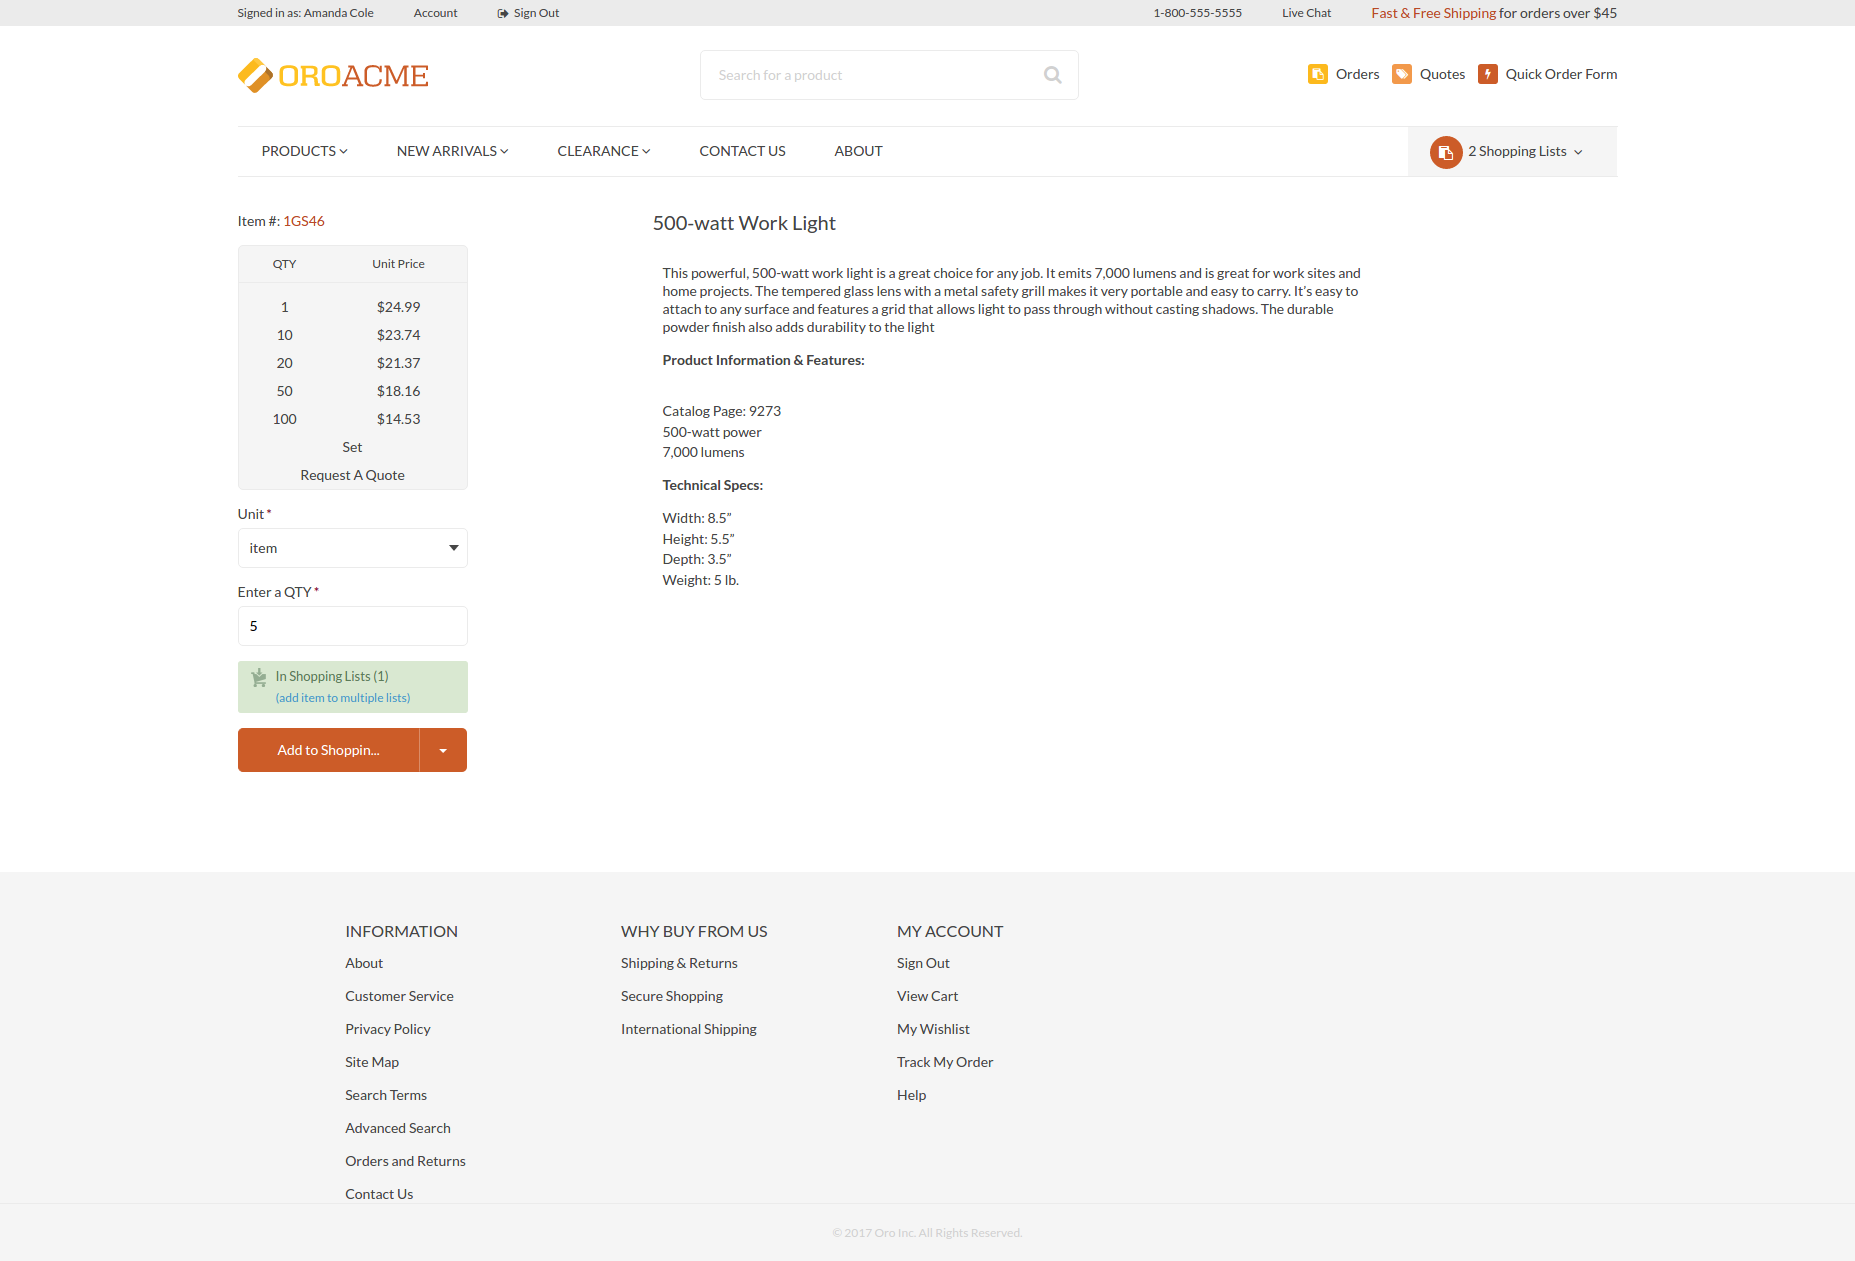 Signed in as: Amanda Cole Account Sign Out 1-800-555-5555 Live Chat Fast & Free Shipping for orders over $45
OROACME Search for a product Orders Quotes Quick Order Form
PRODUCTS NEW ARRIVALS CLEARANCE CONTACT US ABOUT 2 Shopping Lists
Item #: 1GS46
QTY Unit Price
1 $24.99
10 $23.74
20 $21.37
50 $18.16
100 $14.53
Set
Request A Quote
Unit *
item
Enter a QTY *
5
In Shopping Lists (1)
(add item to multiple lists)
Add to Shoppin...
500-watt Work Light
This powerful, 500-watt work light is a great choice for any job. It emits 7,000 lumens and is great for work sites and
home projects. The tempered glass lens with a metal safety grill makes it very portable and easy to carry. It’s easy to
attach to any surface and features a grid that allows light to pass through without casting shadows. The durable
powder finish also adds durability to the light
Product Information & Features:
Catalog Page: 9273
500-watt power
7,000 lumens
Technical Specs:
Width: 8.5”
Height: 5.5”
Depth: 3.5”
Weight: 5 lb.
INFORMATION
About
Customer Service
Privacy Policy
Site Map
Search Terms
Advanced Search
Orders and Returns
Contact Us
WHY BUY FROM US
Shipping & Returns
Secure Shopping
International Shipping
MY ACCOUNT
Sign Out
View Cart
My Wishlist
Track My Order
Help
© 2017 Oro Inc. All Rights Reserved.